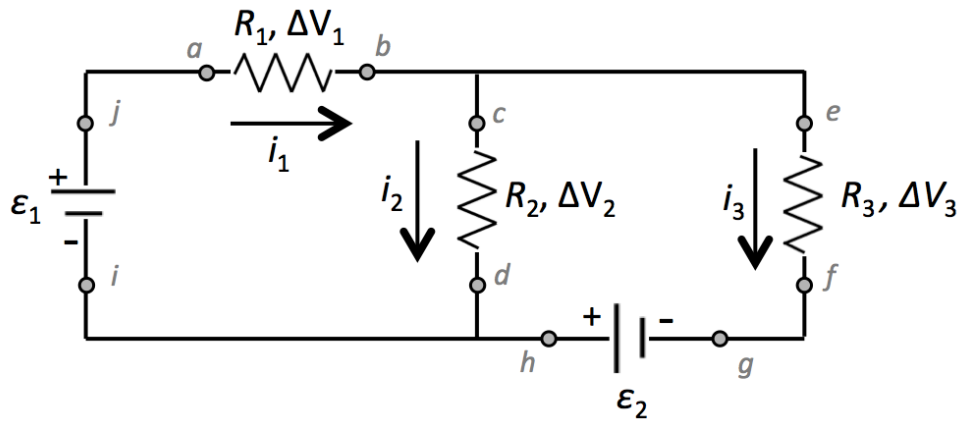 R₁, ΔV₁
a
b
j
c
e
i₁
+
ε₁
-
i₂
R₂, ΔV₂
i₃
R₃, ΔV₃
i
d
f
+
-
h
g
ε₂